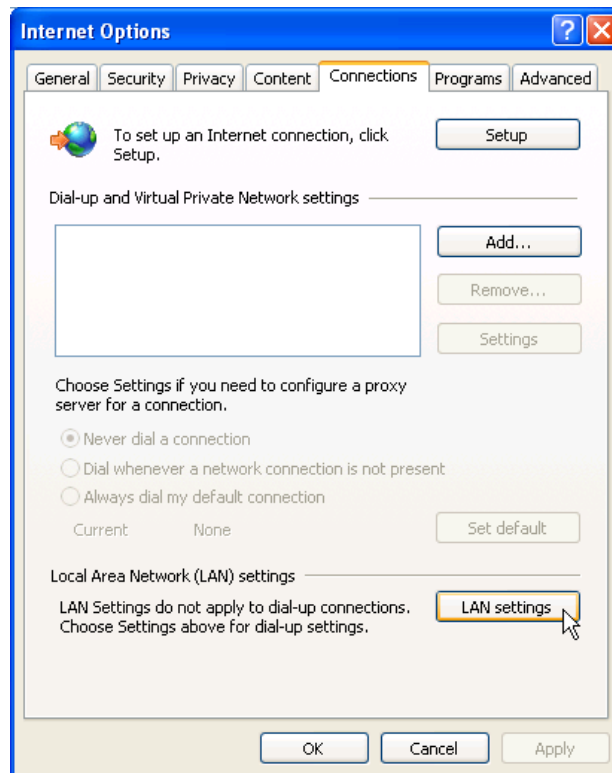 Internet Options
General Security Privacy Content Connections Programs Advanced
To set up an Internet connection, click
Setup.
Setup
Dial-up and Virtual Private Network settings
Add...
Remove...
Settings
Choose Settings if you need to configure a proxy
server for a connection.
Never dial a connection
Dial whenever a network connection is not present
Always dial my default connection
Current None
Set default
Local Area Network (LAN) settings
LAN Settings do not apply to dial-up connections.
Choose Settings above for dial-up settings.
LAN settings
OK Cancel Apply